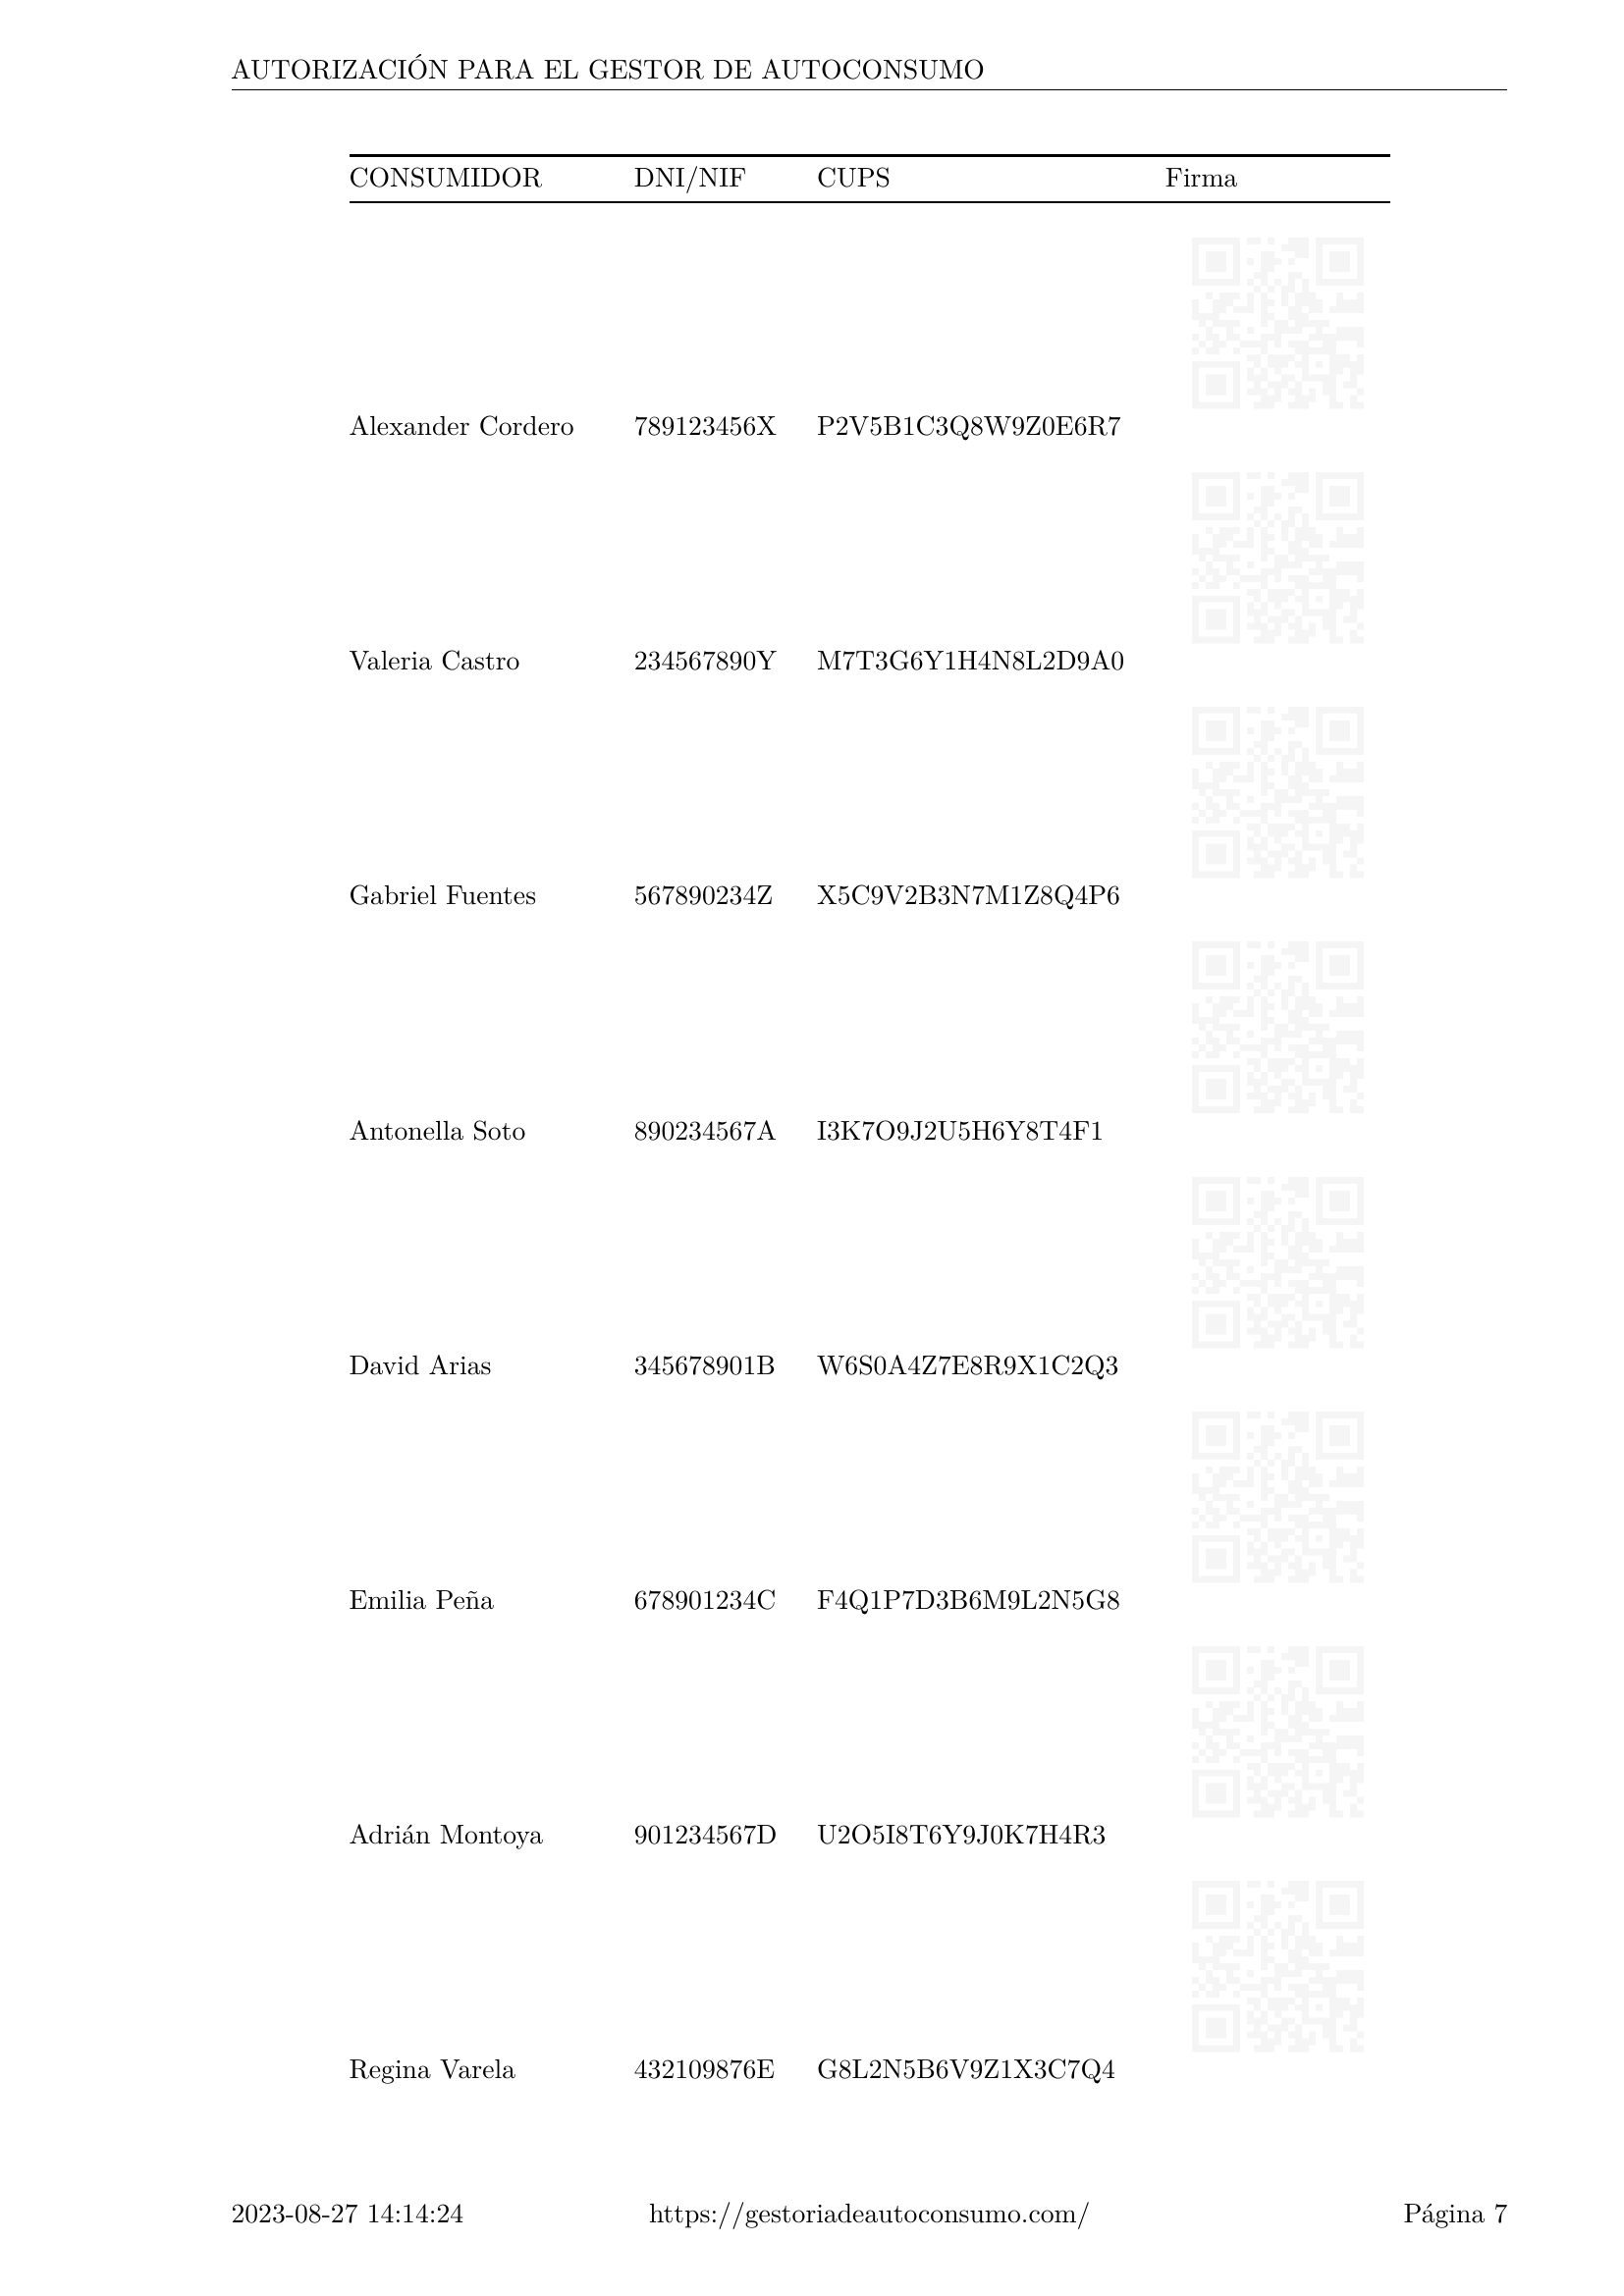 AUTORIZACIÓN PARA EL GESTOR DE AUTOCONSUMO
CONSUMIDOR DNI/NIF CUPS Firma
Alexander Cordero 789123456X P2V5B1C3Q8W9Z0E6R7
Valeria Castro 234567890Y M7T3G6Y1H4N8L2D9A0
Gabriel Fuentes 567890234Z X5C9V2B3N7M1Z8Q4P6
Antonella Soto 890234567A I3K7O9J2U5H6Y8T4F1
David Arias 345678901B W6S0A4Z7E8R9X1C2Q3
Emilia Peña 678901234C F4Q1P7D3B6M9L2N5G8
Adrián Montoya 901234567D U2O5I8T6Y9J0K7H4R3
Regina Varela 432109876E G8L2N5B6V9Z1X3C7Q4
2023-08-27 14:14:24 https://gestoriadeautoconsumo.com/ Página 7